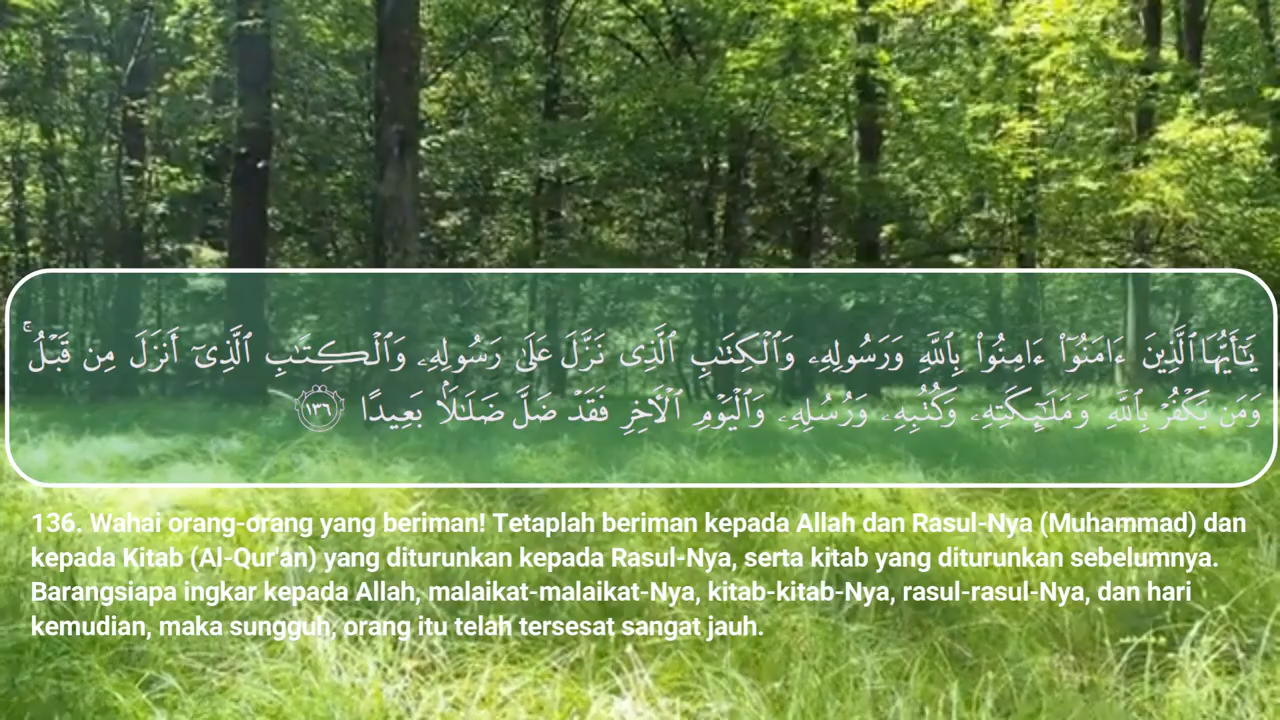 يَـٰٓأَيُّهَا ٱلَّذِينَ ءَامَنُوٓا۟ ءَامِنُوا۟ بِٱللَّهِ وَرَسُولِهِۦ وَٱلْكِتَـٰبِ ٱلَّذِى نَزَّلَ عَلَىٰ رَسُولِهِۦ وَٱلْكِتَـٰبِ ٱلَّذِىٓ أَنزَلَ مِن قَبْلُ ۚ
وَمَن يَكْفُرْ بِٱللَّهِ وَمَلَـٰٓئِكَتِهِۦ وَكُتُبِهِۦ وَرُسُلِهِۦ وَٱلْيَوْمِ ٱلْـَٔاخِرِ فَقَدْ ضَلَّ ضَلَـٰلًۢا بَعِيدًا ١٣٦
136. Wahai orang-orang yang beriman! Tetaplah beriman kepada Allah dan Rasul-Nya (Muhammad) dan
kepada Kitab (Al-Qur'an) yang diturunkan kepada Rasul-Nya, serta kitab yang diturunkan sebelumnya.
Barangsiapa ingkar kepada Allah, malaikat-malaikat-Nya, kitab-kitab-Nya, rasul-rasul-Nya, dan hari
kemudian, maka sungguh, orang itu telah tersesat sangat jauh.